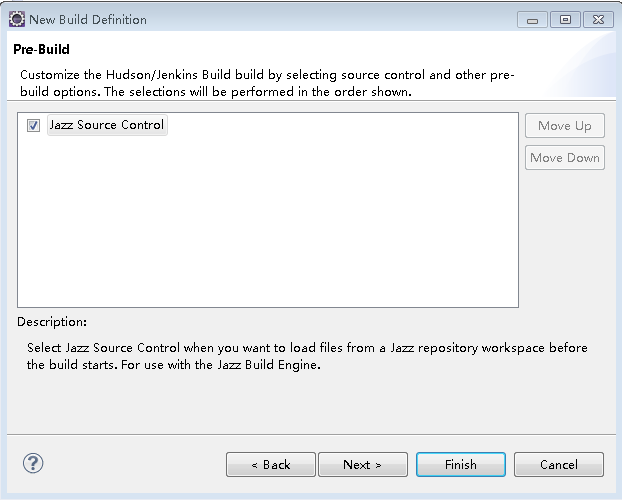 New Build Definition
Pre-Build
Customize the Hudson/Jenkins Build build by selecting source control and other pre-
build options. The selections will be performed in the order shown.
Jazz Source Control
Move Up
Move Down
Description:
Select Jazz Source Control when you want to load files from a Jazz repository workspace before
the build starts. For use with the Jazz Build Engine.
?
< Back
Next >
Finish
Cancel